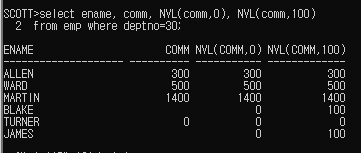 SCOTT>select ename, comm, NVL(comm,0), NVL(comm,100)
2 from emp where deptno=30;
ENAME COMM NVL(COMM,0) NVL(COMM,100)
-------------------- ---------- ----------- -------------
ALLEN 300 300 300
WARD 500 500 500
MARTIN 1400 1400 1400
BLAKE 0 100
TURNER 0 0 0
JAMES 0 100